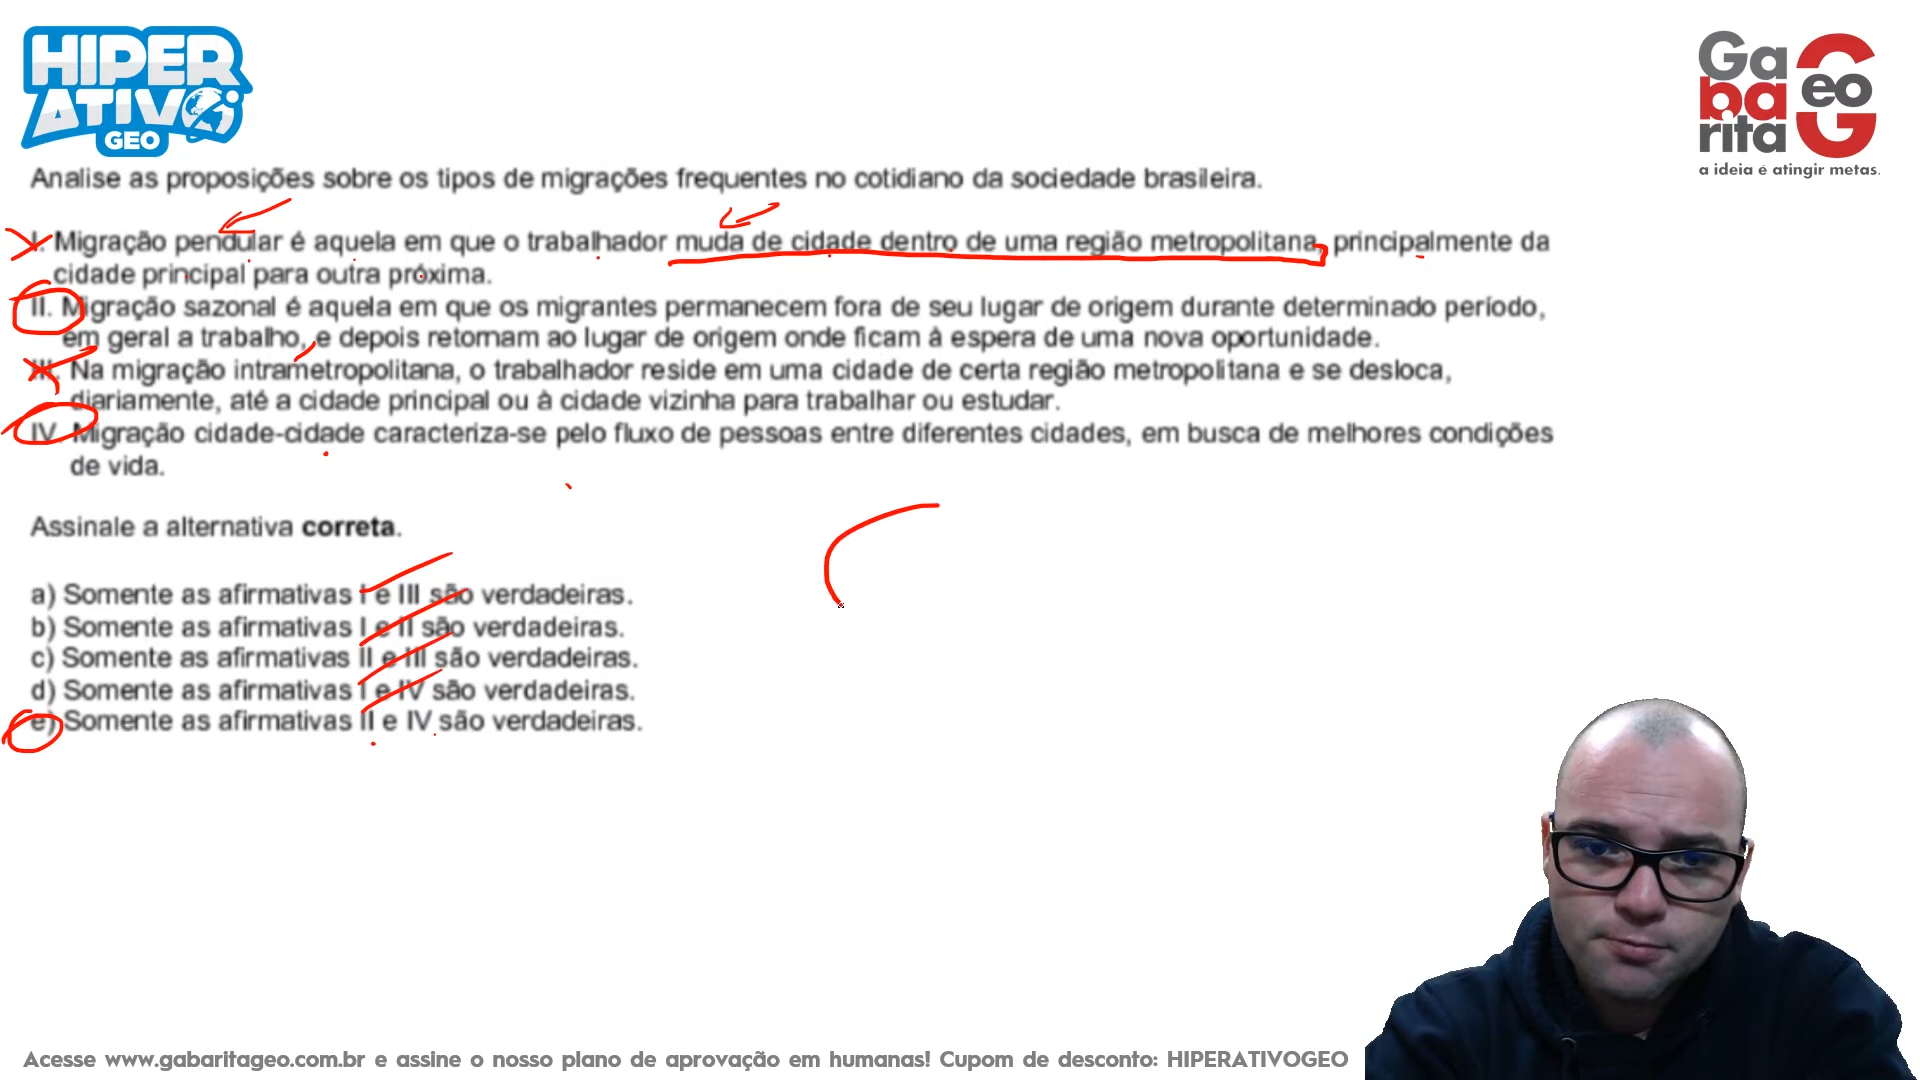 HIPER
ATIVO
GEO
Ga
ba
rita
Geo
a ideia é atingir metas.
Analise as proposições sobre os tipos de migrações frequentes no cotidiano da sociedade brasileira.
I. Migração pendular é aquela em que o trabalhador muda de cidade dentro de uma região metropolitana, principalmente da
cidade principal para outra próxima.
II. Migração sazonal é aquela em que os migrantes permanecem fora de seu lugar de origem durante determinado período,
em geral a trabalho, e depois retornam ao lugar de origem onde ficam à espera de uma nova oportunidade.
III. Na migração intrametropolitana, o trabalhador reside em uma cidade de certa região metropolitana e se desloca,
diariamente, até a cidade principal ou à cidade vizinha para trabalhar ou estudar.
IV. Migração cidade-cidade caracteriza-se pelo fluxo de pessoas entre diferentes cidades, em busca de melhores condições
de vida.
Assinale a alternativa correta.
a) Somente as afirmativas I e III são verdadeiras.
b) Somente as afirmativas I e II são verdadeiras.
c) Somente as afirmativas II e III são verdadeiras.
d) Somente as afirmativas I e IV são verdadeiras.
e) Somente as afirmativas II e IV são verdadeiras.
Acesse www.gabaritageo.com.br e assine o nosso plano de aprovação em humanas! Cupom de desconto: HIPERATIVOGEO